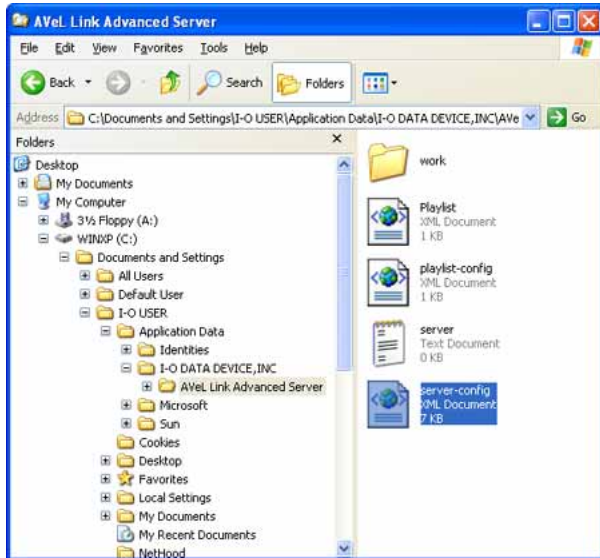 AVeL Link Advanced Server
File Edit View Favorites Tools Help
Back Search Folders
Address C:\Documents and Settings\I-O USER\Application Data\I-O DATA DEVICE,INC\AVe Go
Folders
Desktop
My Documents
My Computer
3½ Floppy (A:)
WINXP (C:)
Documents and Settings
All Users
Default User
I-O USER
Application Data
Identities
I-O DATA DEVICE,INC
AVeL Link Advanced Server
Microsoft
Sun
Cookies
Desktop
Favorites
Local Settings
My Documents
My Recent Documents
NetHood
work
Playlist
XML Document
1 KB
playlist-config
XML Document
1 KB
server
Text Document
0 KB
server-config
XML Document
7 KB